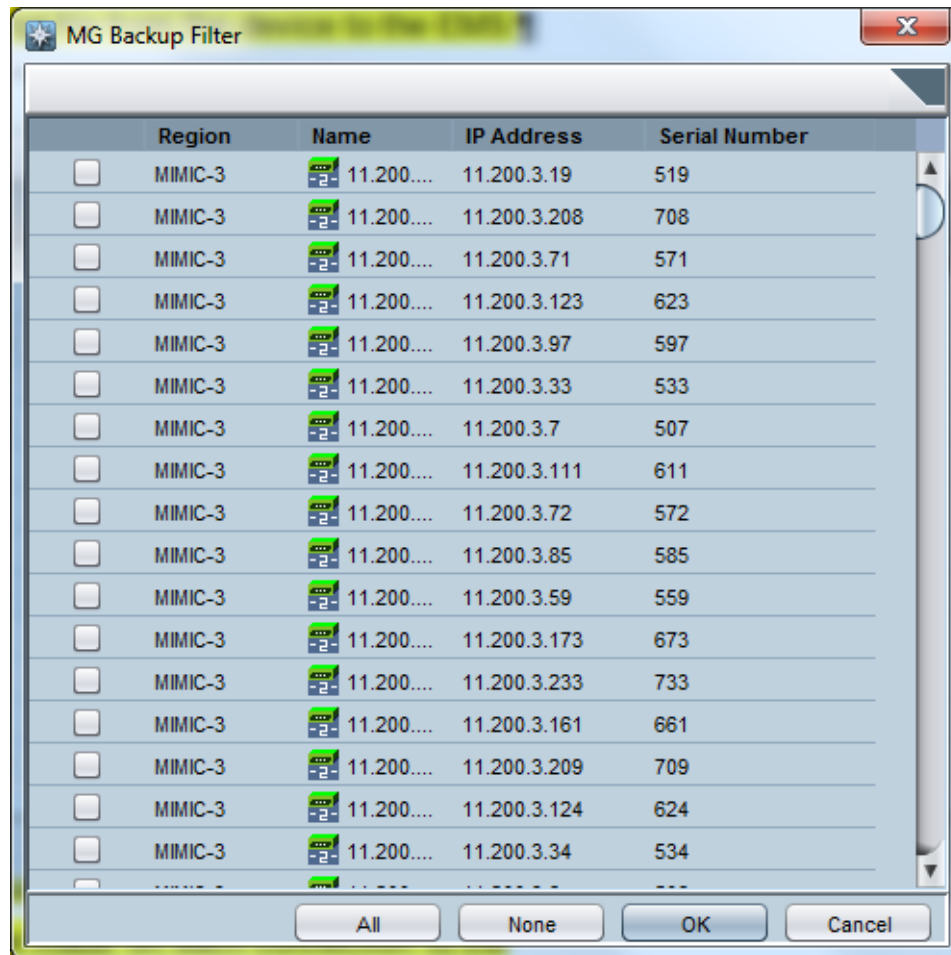 device to the EMS ¶
MG Backup Filter
Region Name IP Address Serial Number
MIMIC-3 11.200.... 11.200.3.19 519
MIMIC-3 11.200.... 11.200.3.208 708
MIMIC-3 11.200.... 11.200.3.71 571
MIMIC-3 11.200.... 11.200.3.123 623
MIMIC-3 11.200.... 11.200.3.97 597
MIMIC-3 11.200.... 11.200.3.33 533
MIMIC-3 11.200.... 11.200.3.7 507
MIMIC-3 11.200.... 11.200.3.111 611
MIMIC-3 11.200.... 11.200.3.72 572
MIMIC-3 11.200.... 11.200.3.85 585
MIMIC-3 11.200.... 11.200.3.59 559
MIMIC-3 11.200.... 11.200.3.173 673
MIMIC-3 11.200.... 11.200.3.233 733
MIMIC-3 11.200.... 11.200.3.161 661
MIMIC-3 11.200.... 11.200.3.209 709
MIMIC-3 11.200.... 11.200.3.124 624
MIMIC-3 11.200.... 11.200.3.34 534
All None OK Cancel